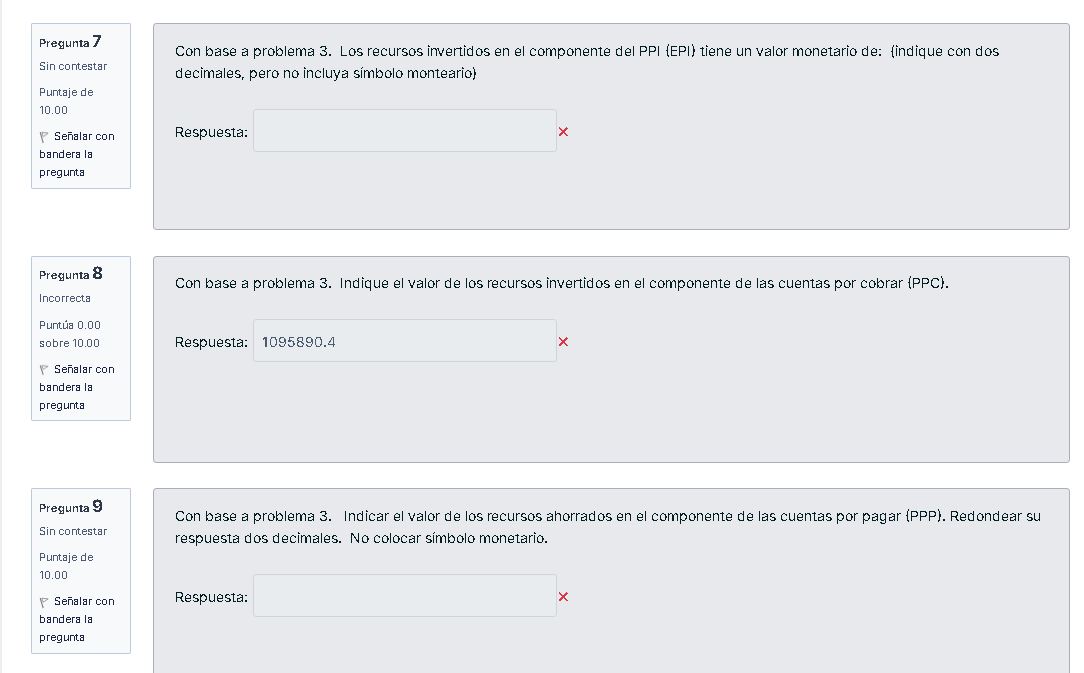 Pregunta 7
Sin contestar
Puntaje de
10.00
Señalar con
bandera la
pregunta
Con base a problema 3.  Los recursos invertidos en el componente del PPI (EPI) tiene un valor monetario de:  (indique con dos
decimales, pero no incluya símbolo monteario)
Respuesta:
Pregunta 8
Incorrecta
Puntúa 0.00
sobre 10.00
Señalar con
bandera la
pregunta
Con base a problema 3.  Indique el valor de los recursos invertidos en el componente de las cuentas por cobrar (PPC).
Respuesta: 1095890.4
Pregunta 9
Sin contestar
Puntaje de
10.00
Señalar con
bandera la
pregunta
Con base a problema 3.   Indicar el valor de los recursos ahorrados en el componente de las cuentas por pagar (PPP). Redondear su
respuesta dos decimales.  No colocar símbolo monetario.
Respuesta: